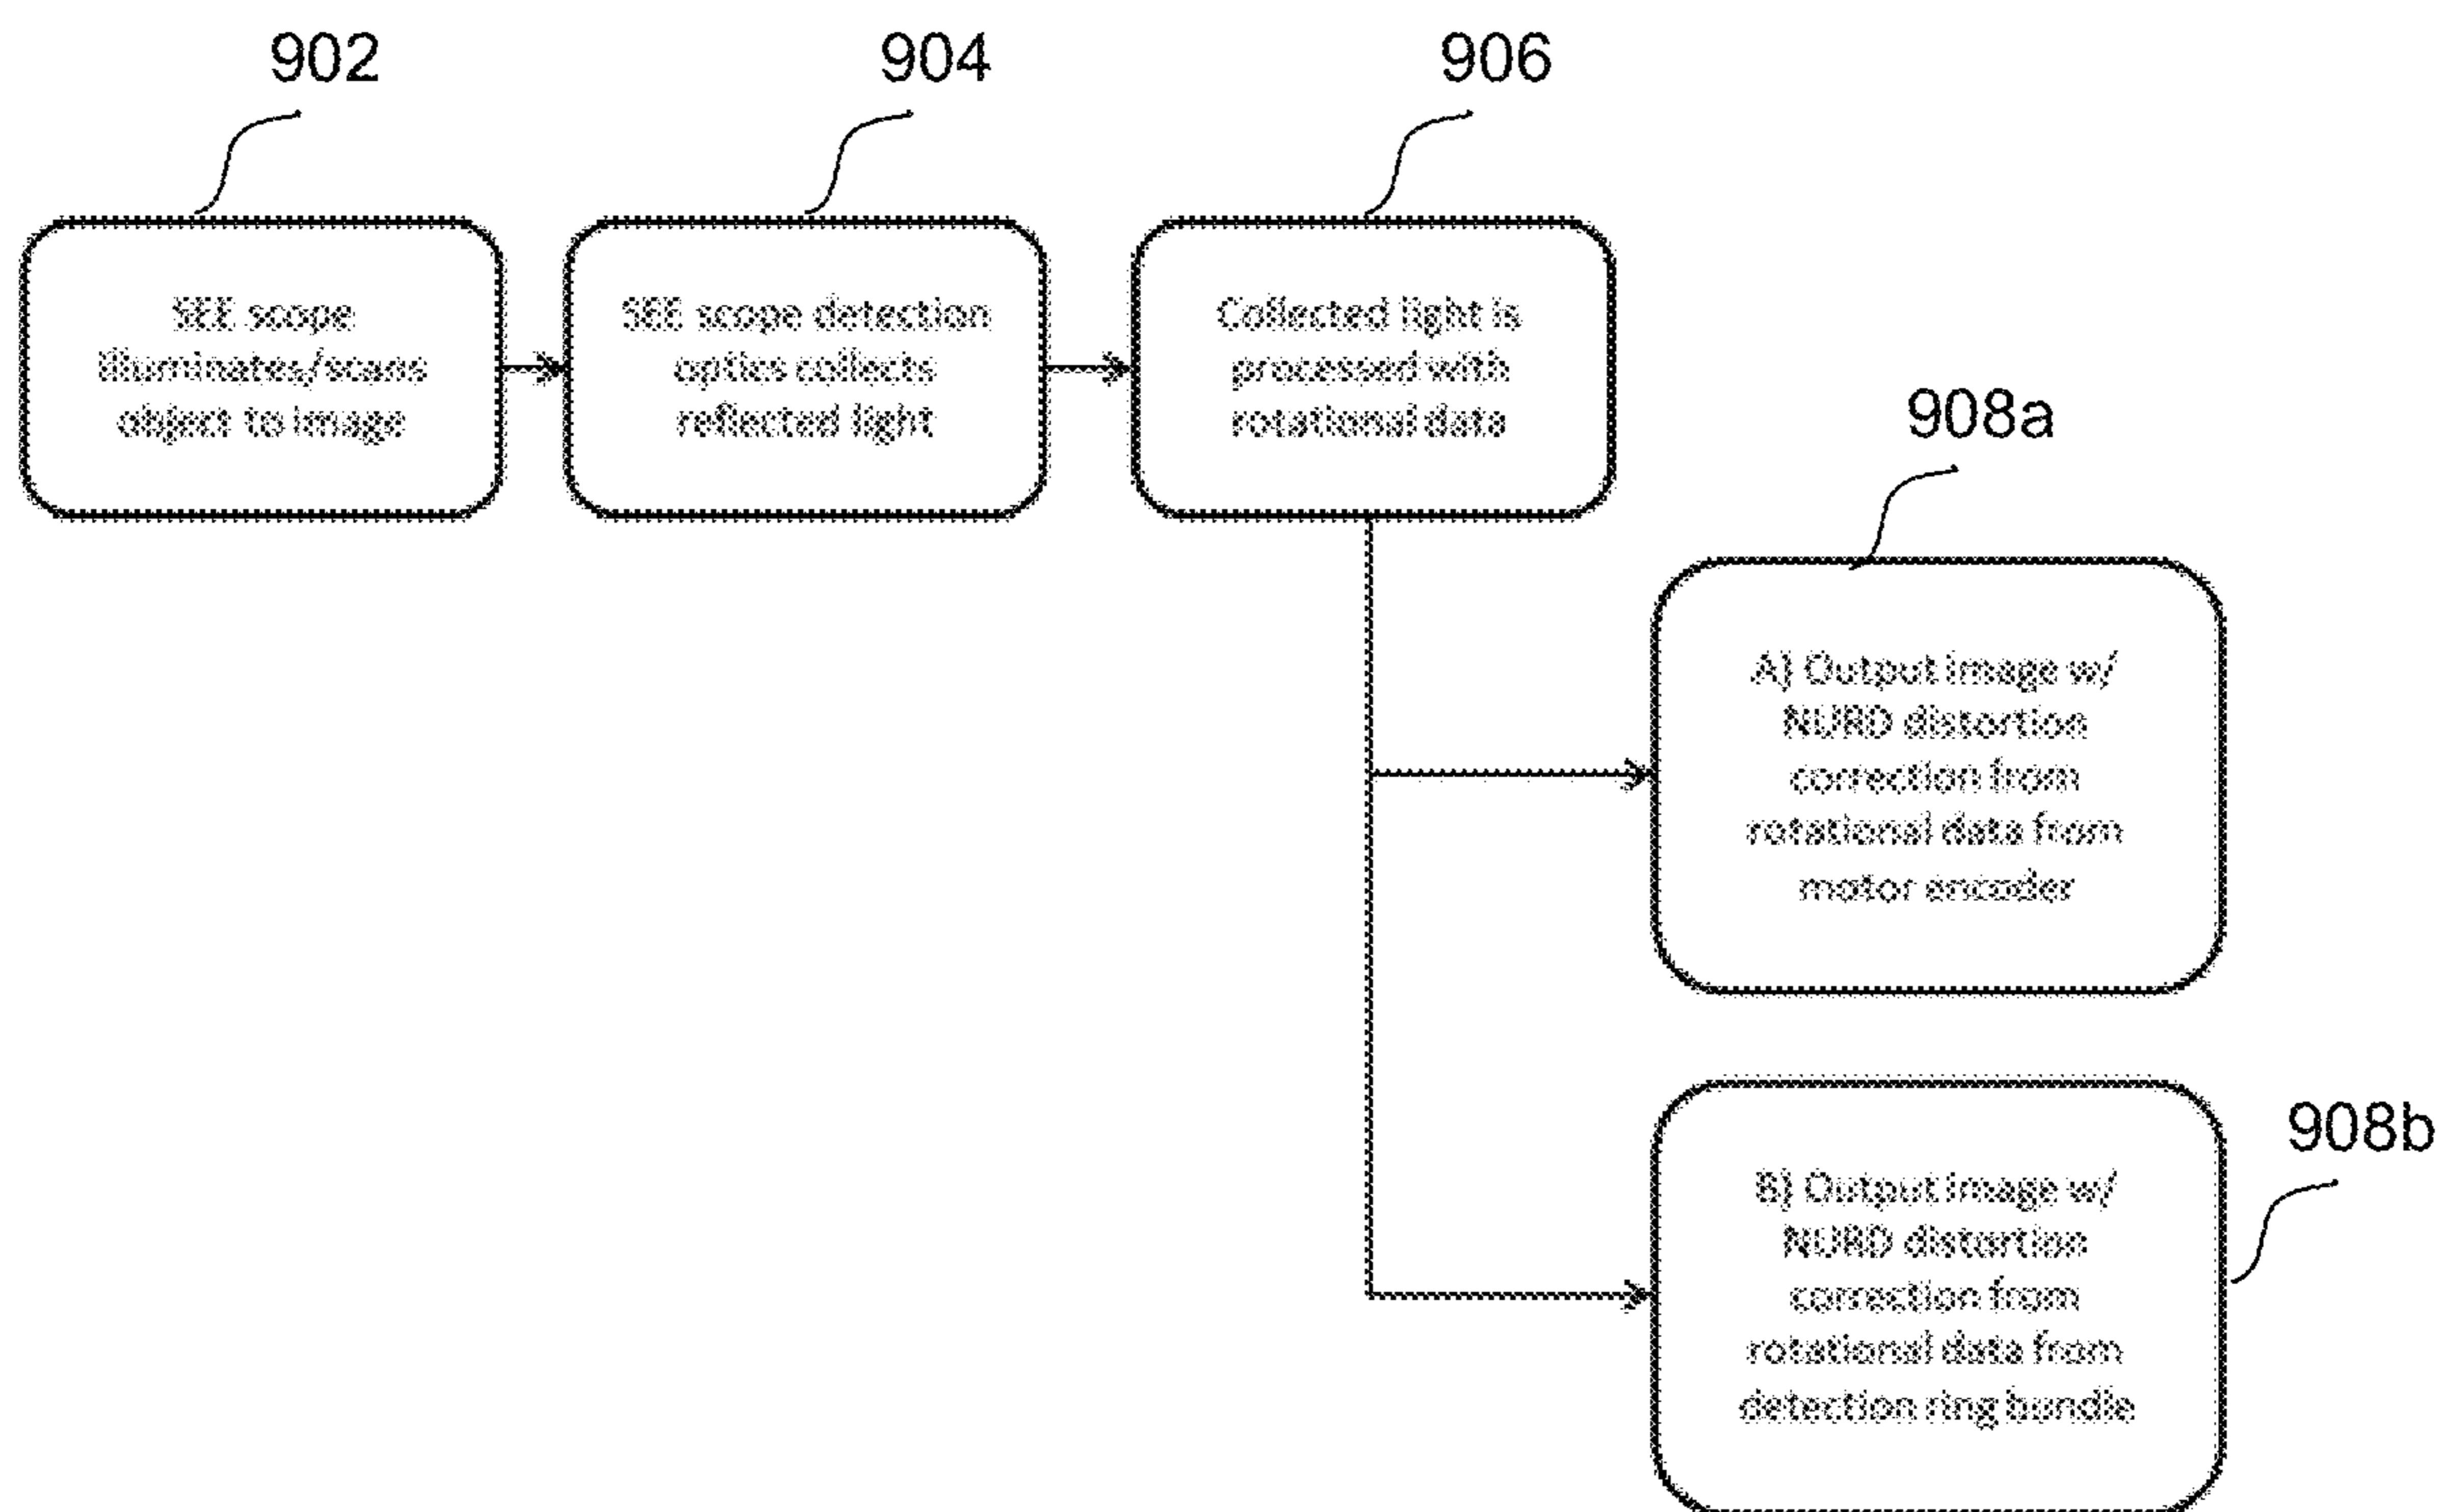 902
904
906
SEE scope
illuminates/scans
object to image
SEE scope detection
optics collects
reflected light
Collected light is
processed with
rotational data
908a
A) Output image w/
NURD distortion
correction from
rotational data from
motor encoder
908b
B) Output image w/
NURD distortion
correction from
rotational data from
detection ring bundle